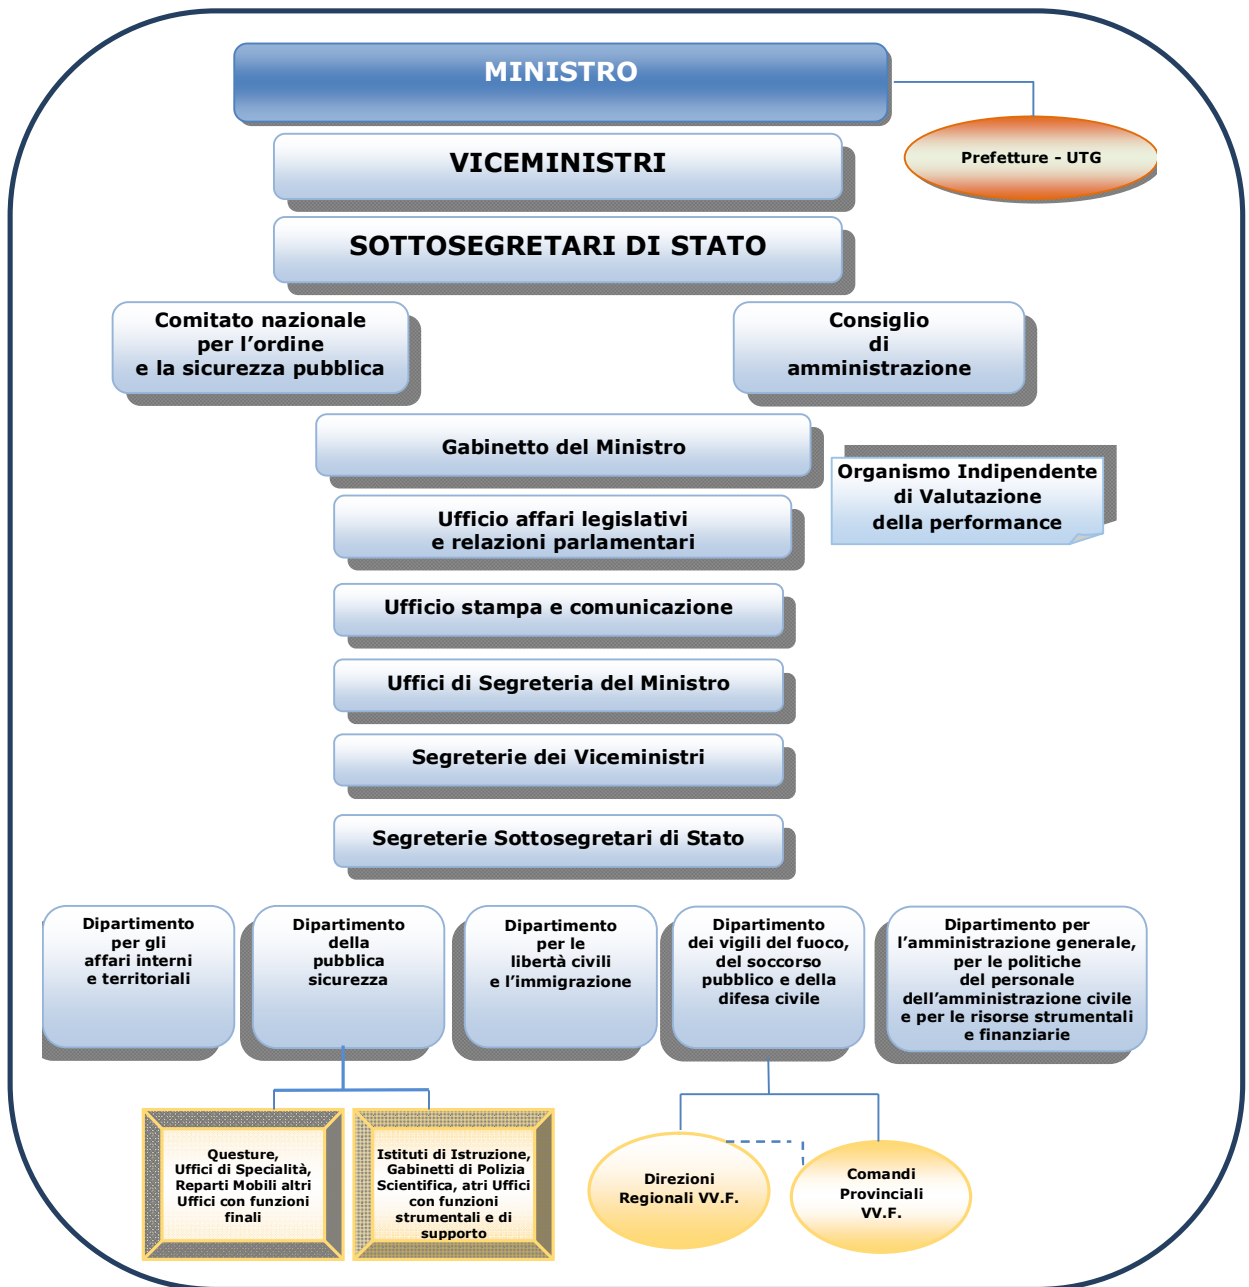 MINISTRO
Prefetture - UTG
VICEMINISTRI
SOTTOSEGRETARI DI STATO
Comitato nazionale
per l'ordine
e la sicurezza pubblica
Consiglio
di
amministrazione
Gabinetto del Ministro
Organismo Indipendente
di Valutazione
della performance
Ufficio affari legislativi
e relazioni parlamentari
Ufficio stampa e comunicazione
Uffici di Segreteria del Ministro
Segreterie dei Viceministri
Segreterie Sottosegretari di Stato
Dipartimento
per gli
affari interni
e territoriali
Dipartimento
della
pubblica
sicurezza
Dipartimento
per le
libertà civili
e l'immigrazione
Dipartimento
dei vigili del fuoco,
del soccorso
pubblico e della
difesa civile
Dipartimento per
l'amministrazione generale,
per le politiche
del personale
dell'amministrazione civile
e per le risorse strumentali
e finanziarie
Questure,
Uffici di Specialità,
Reparti Mobili altri
Uffici con funzioni
finali
Istituti di Istruzione,
Gabinetti di Polizia
Scientifica, atri Uffici
con funzioni
strumentali e di
supporto
Direzioni
Regionali VV.F.
Comandi
Provinciali
VV.F.